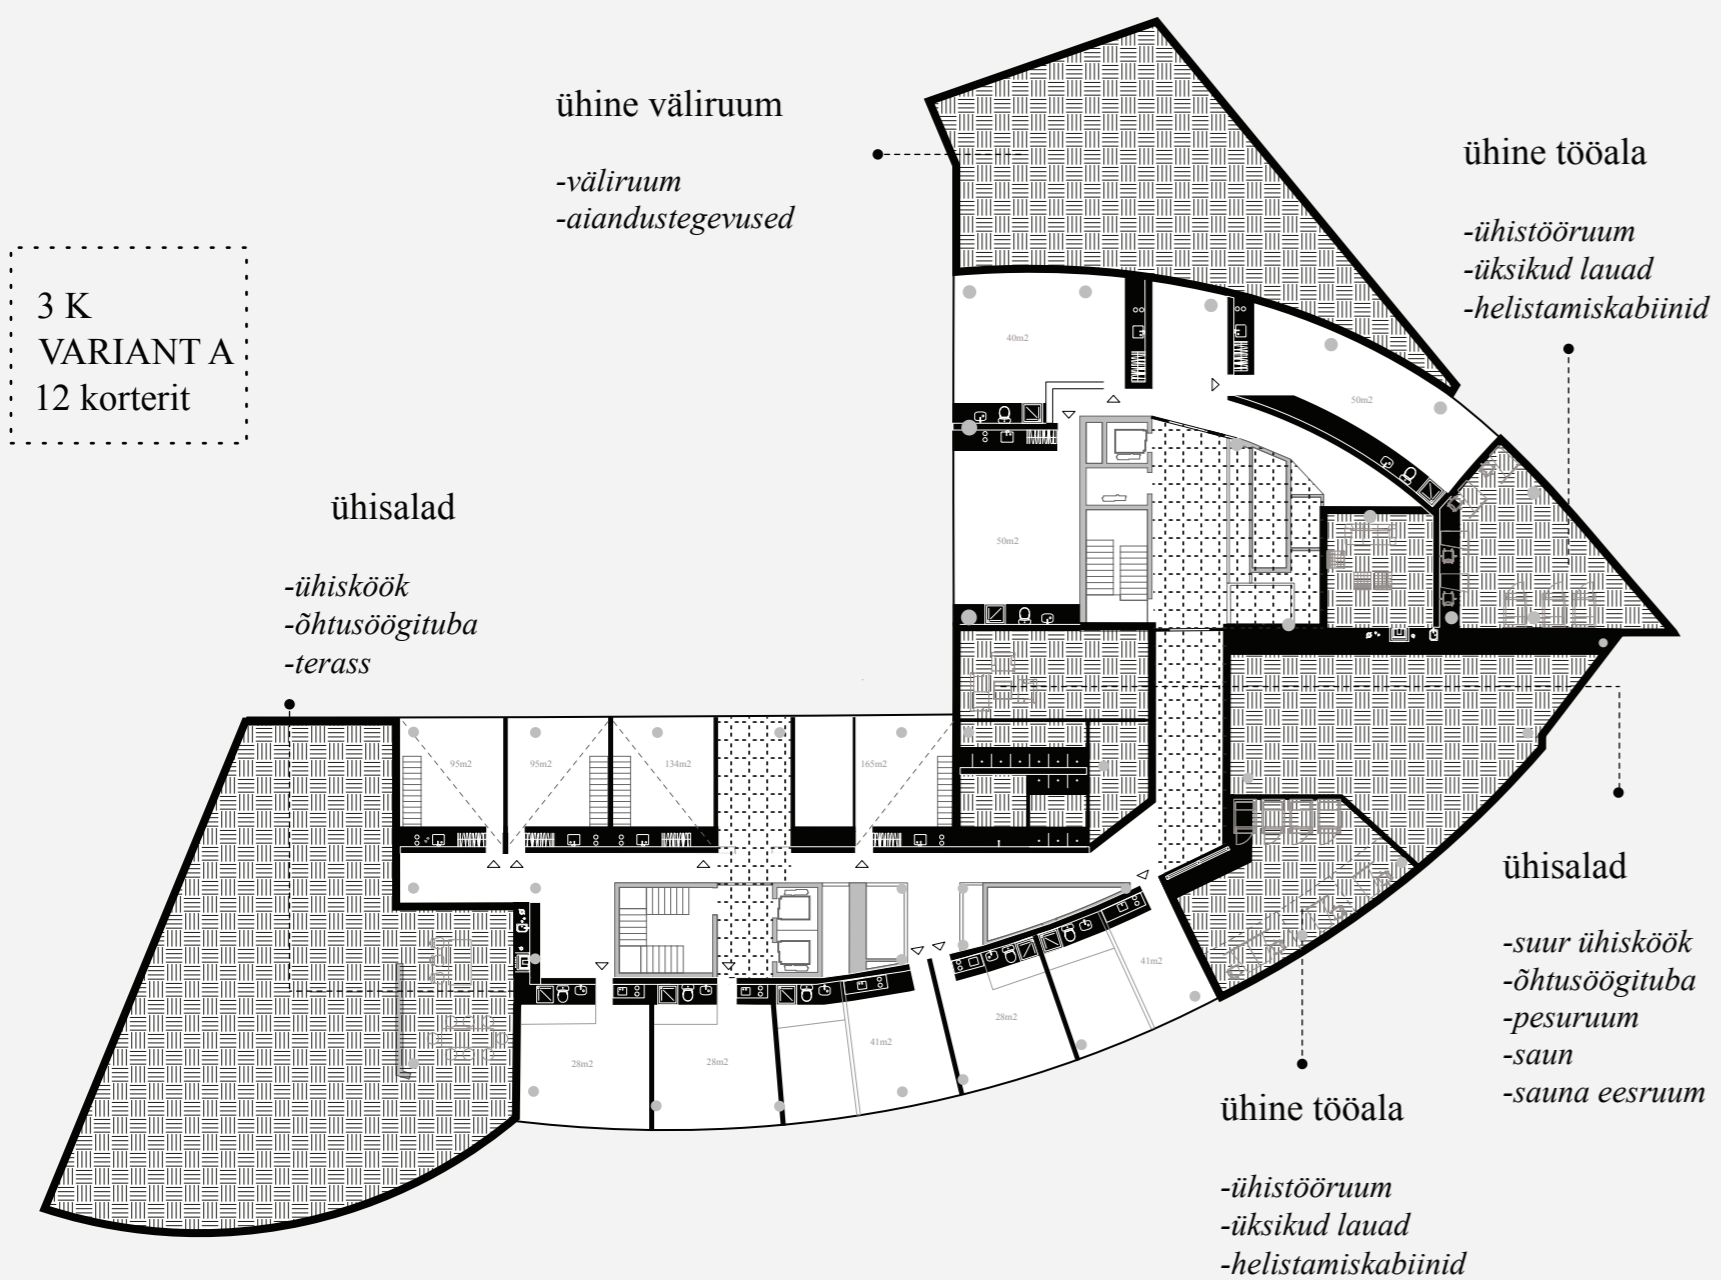 ühine väliruum
-väliruum
-aiandustegevused
ühine tööala
-ühistööruum
-üksikud lauad
-helistamiskabiinid
3 K
VARIANT A
12 korterit
ühisalad
-ühisköök
-õhtusöögituba
-terass
40m2
50m2
50m2
95m2
95m2
134m2
165m2
28m2
28m2
41m2
28m2
41m2
ühisalad
-suur ühisköök
-õhtusöögituba
-pesuruum
-saun
-sauna eesruum
ühine tööala
-ühistööruum
-üksikud lauad
-helistamiskabiinid